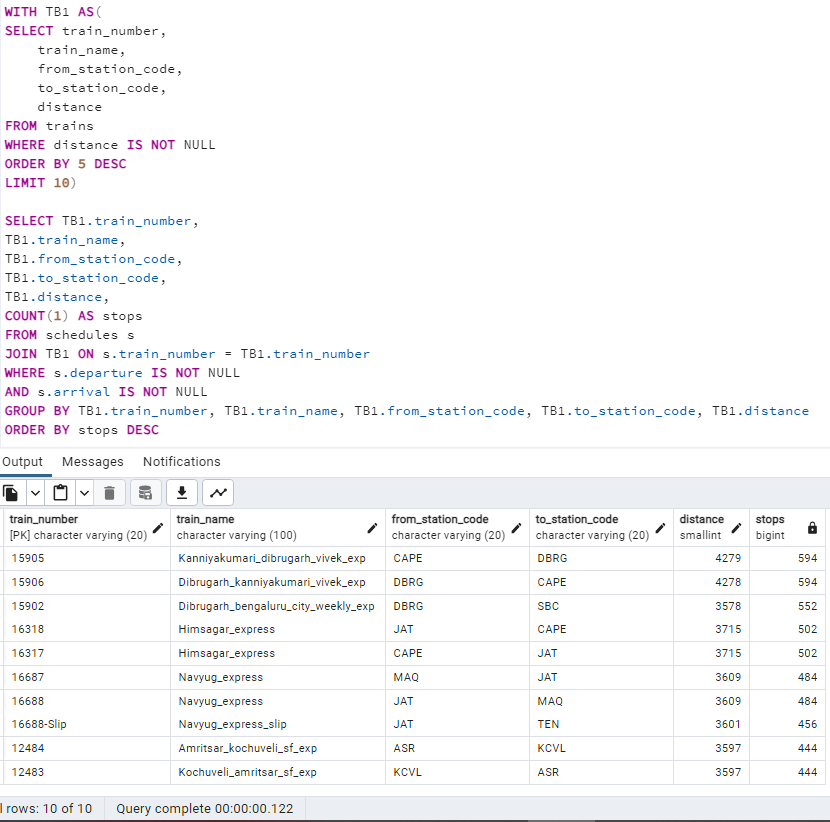 WITH TB1 AS(
SELECT train_number,
train_name,
from_station_code,
to_station_code,
distance
FROM trains
WHERE distance IS NOT NULL
ORDER BY 5 DESC
LIMIT 10)
SELECT TB1.train_number,
TB1.train_name,
TB1.from_station_code,
TB1.to_station_code,
TB1.distance,
COUNT(1) AS stops
FROM schedules s
JOIN TB1 ON s.train_number = TB1.train_number
WHERE s.departure IS NOT NULL
AND s.arrival IS NOT NULL
GROUP BY TB1.train_number, TB1.train_name, TB1.from_station_code, TB1.to_station_code, TB1.distance
ORDER BY stops DESC
Output Messages Notifications
train_number train_name from_station_code to_station_code distance stops
[PK] character varying (20) character varying (100) character varying (20) character varying (20) smallint bigint
15905 Kanniyakumari_dibrugarh_vivek_exp CAPE DBRG 4279 594
15906 Dibrugarh_kanniyakumari_vivek_exp DBRG CAPE 4278 594
15902 Dibrugarh_bengaluru_city_weekly_exp DBRG SBC 3578 552
16318 Himsagar_express JAT CAPE 3715 502
16317 Himsagar_express CAPE JAT 3715 502
16687 Navyug_express MAQ JAT 3609 484
16688 Navyug_express JAT MAQ 3609 484
16688-Slip Navyug_express_slip JAT TEN 3601 456
12484 Amritsar_kochuveli_sf_exp ASR KCVL 3597 444
12483 Kochuveli_amritsar_sf_exp KCVL ASR 3597 444
l rows: 10 of 10 Query complete 00:00:00.122